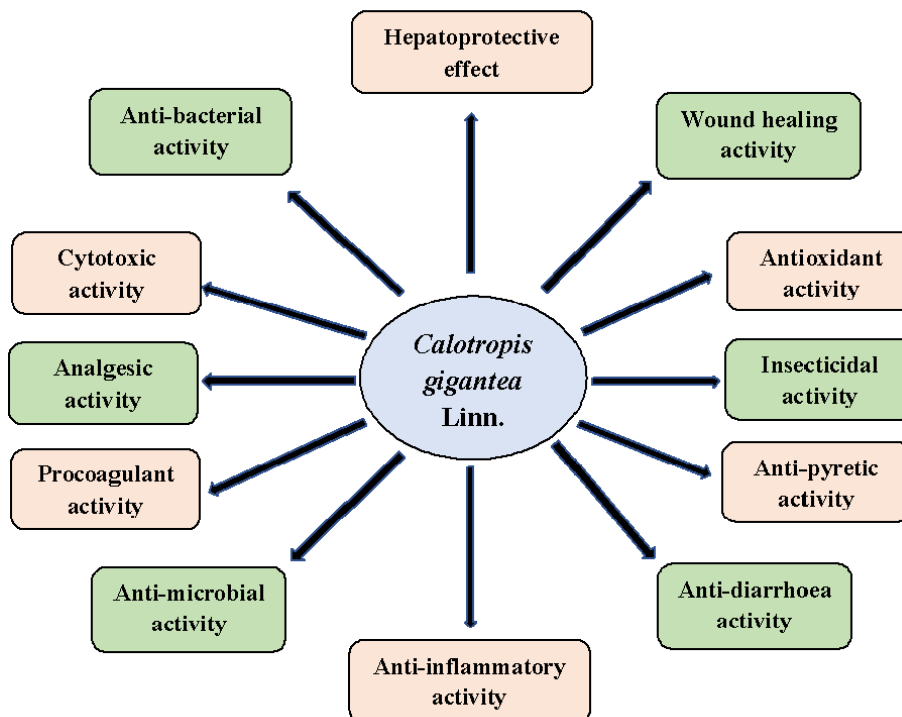 Hepatoprotective
effect
Anti-bacterial
activity
Wound healing
activity
Cytotoxic
activity
Antioxidant
activity
Calotropis
gigantea
Linn.
Analgesic
activity
Insecticidal
activity
Procoagulant
activity
Anti-pyretic
activity
Anti-microbial
activity
Anti-diarrhoea
activity
Anti-inflammatory
activity